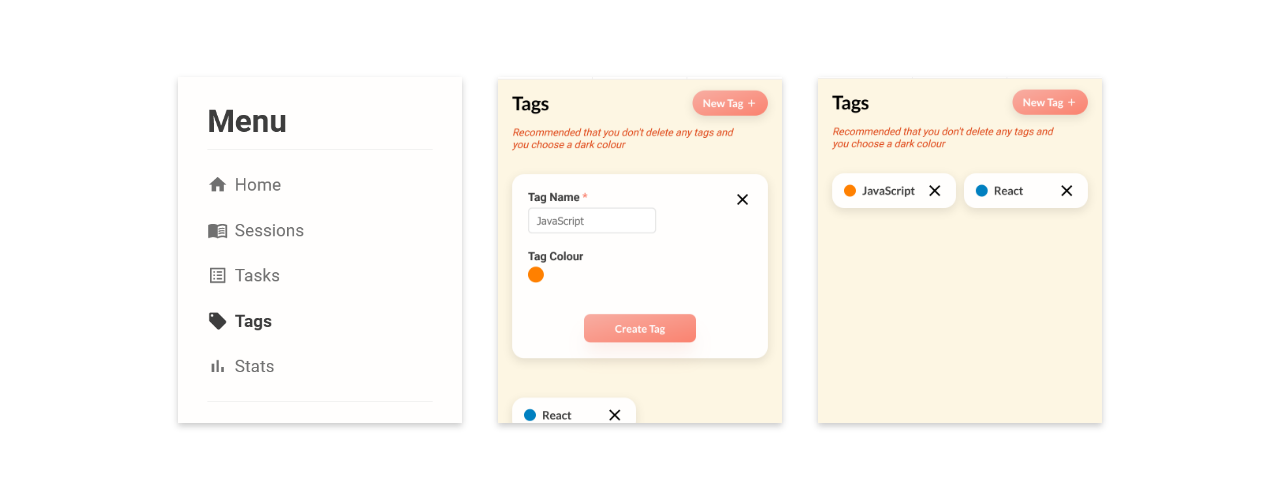 Menu
Home
Sessions
Tasks
Tags
Stats
Tags
New Tag +
Recommended that you don't delete any tags and
you choose a dark colour
Tag Name *
JavaScript
Tag Colour
Create Tag
React
Tags
New Tag +
Recommended that you don't delete any tags and
you choose a dark colour
JavaScript
React